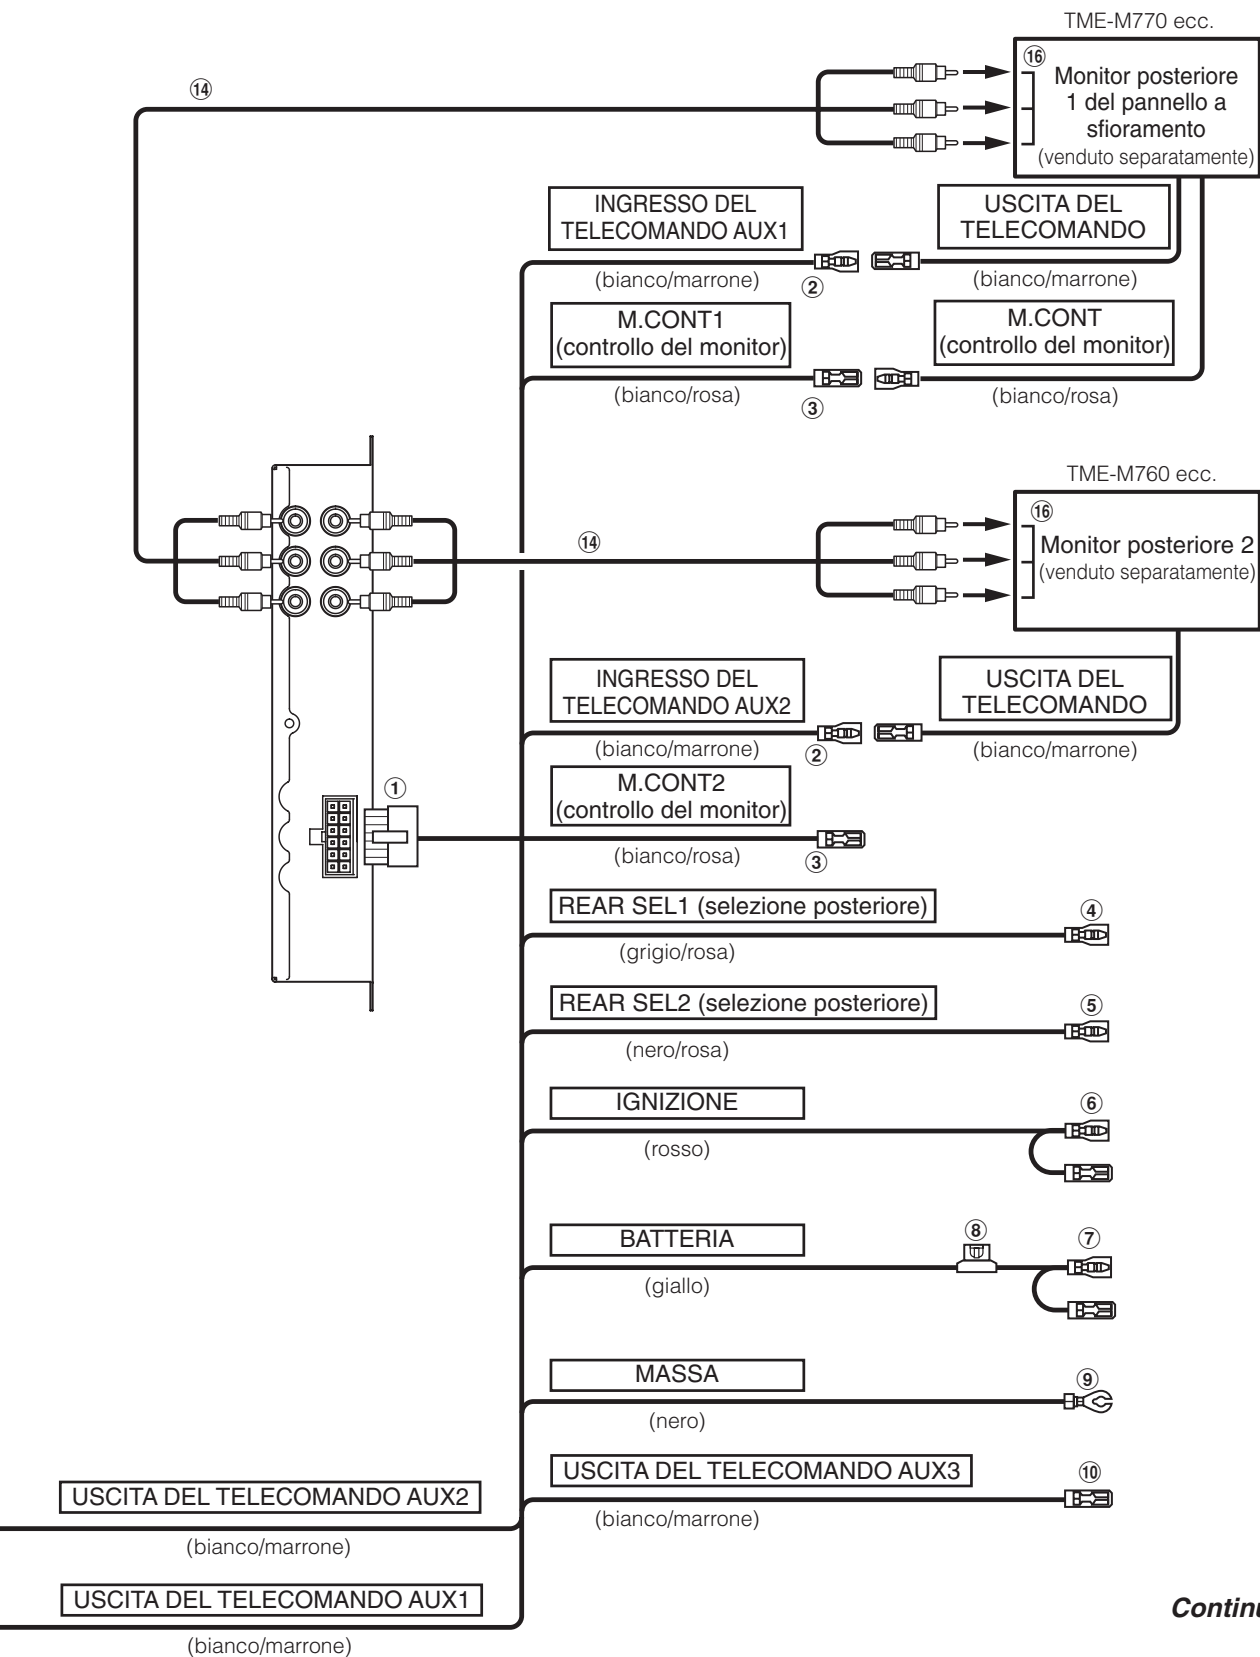 TME-M770 ecc.
⑯
Monitor posteriore
1 del pannello a
sfioramento
(venduto separatamente)
⑭
INGRESSO DEL
TELECOMANDO AUX1
USCITA DEL
TELECOMANDO
(bianco/marrone)
②
(bianco/marrone)
M.CONT1
(controllo del monitor)
M.CONT
(controllo del monitor)
(bianco/rosa)
③
(bianco/rosa)
TME-M760 ecc.
⑯
Monitor posteriore 2
(venduto separatamente)
⑭
INGRESSO DEL
TELECOMANDO AUX2
USCITA DEL
TELECOMANDO
(bianco/marrone)
②
(bianco/marrone)
①
M.CONT2
(controllo del monitor)
(bianco/rosa)
③
REAR SEL1 (selezione posteriore)
④
(grigio/rosa)
REAR SEL2 (selezione posteriore)
⑤
(nero/rosa)
IGNIZIONE
⑥
(rosso)
BATTERIA
⑧
⑦
(giallo)
MASSA
⑨
(nero)
USCITA DEL TELECOMANDO AUX3
⑩
(bianco/marrone)
USCITA DEL TELECOMANDO AUX2
(bianco/marrone)
USCITA DEL TELECOMANDO AUX1
(bianco/marrone)